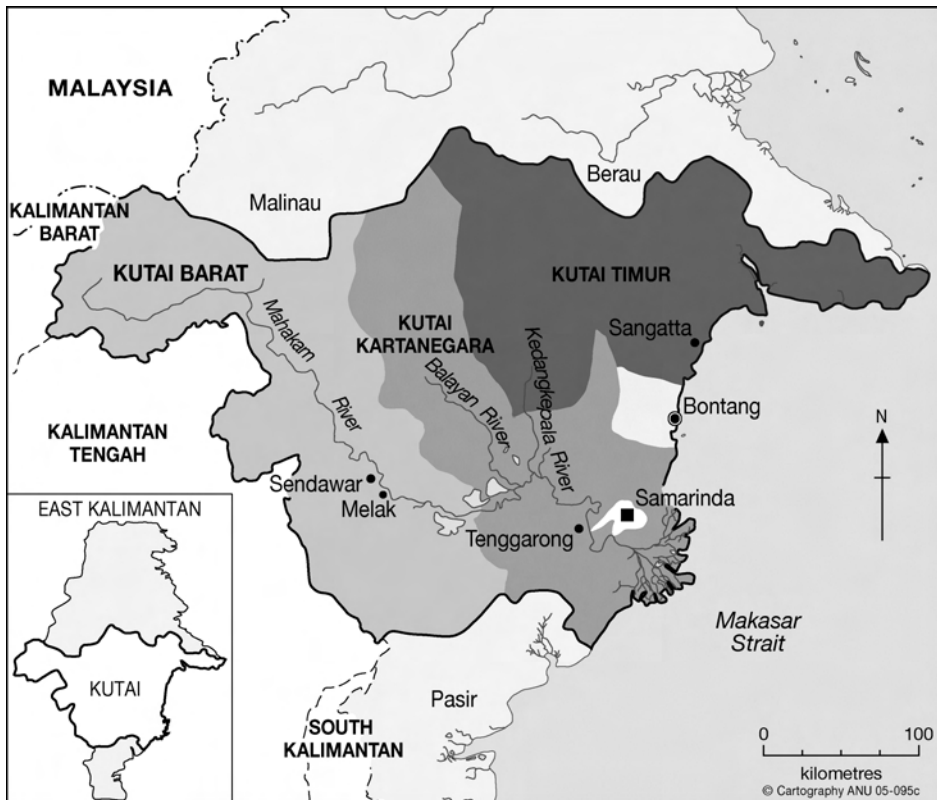 MALAYSIA
Berau
Malinau
KALIMANTAN
BARAT
KUTAI BARAT
KUTAI TIMUR
Mahakam
River
KUTAI
KARTANEGARA
Kedangkepala
River
Balayan River
Sangatta
Bontang
N
KALIMANTAN
TENGAH
Sendawar
Melak
Samarinda
Tenggarong
EAST KALIMANTAN
KUTAI
Makasar
Strait
Pasir
SOUTH
KALIMANTAN
0 100
kilometres
© Cartography ANU 05-095c